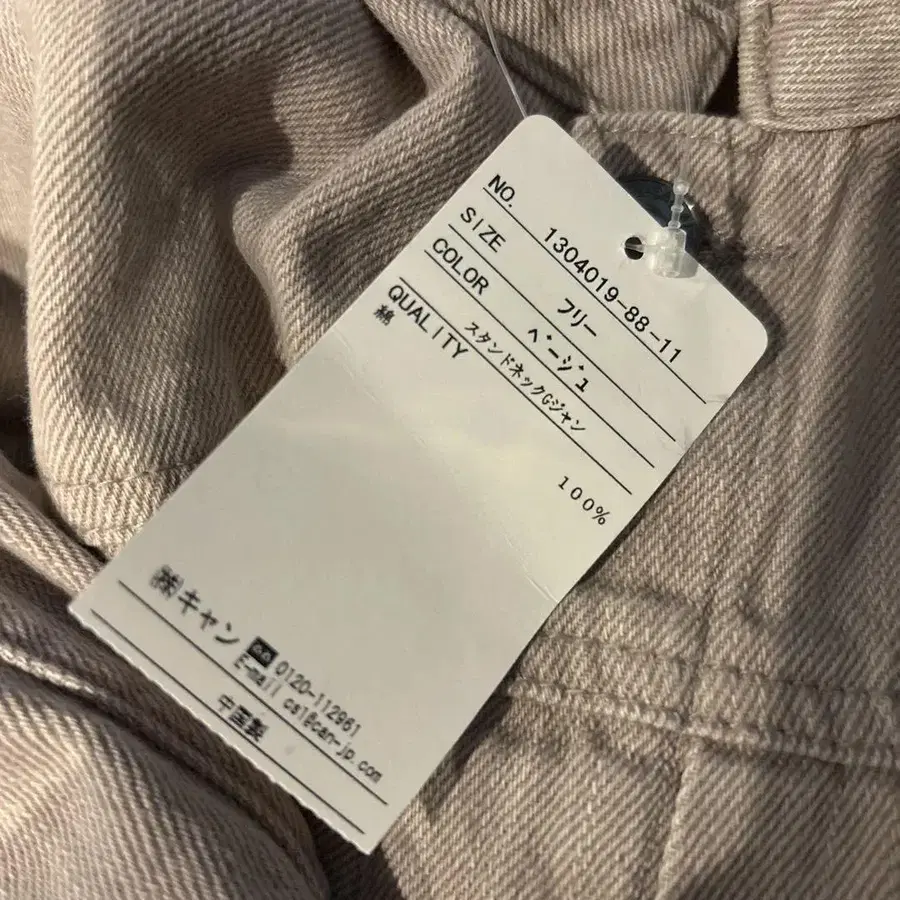 NO. 1304019-88-11
SIZE フリー
COLOR ベージュ
QUALITY スタンドネックGジャン
綿 100%
㈱キャン 0120-112961
E-mail csl@can-jp.com
中国製